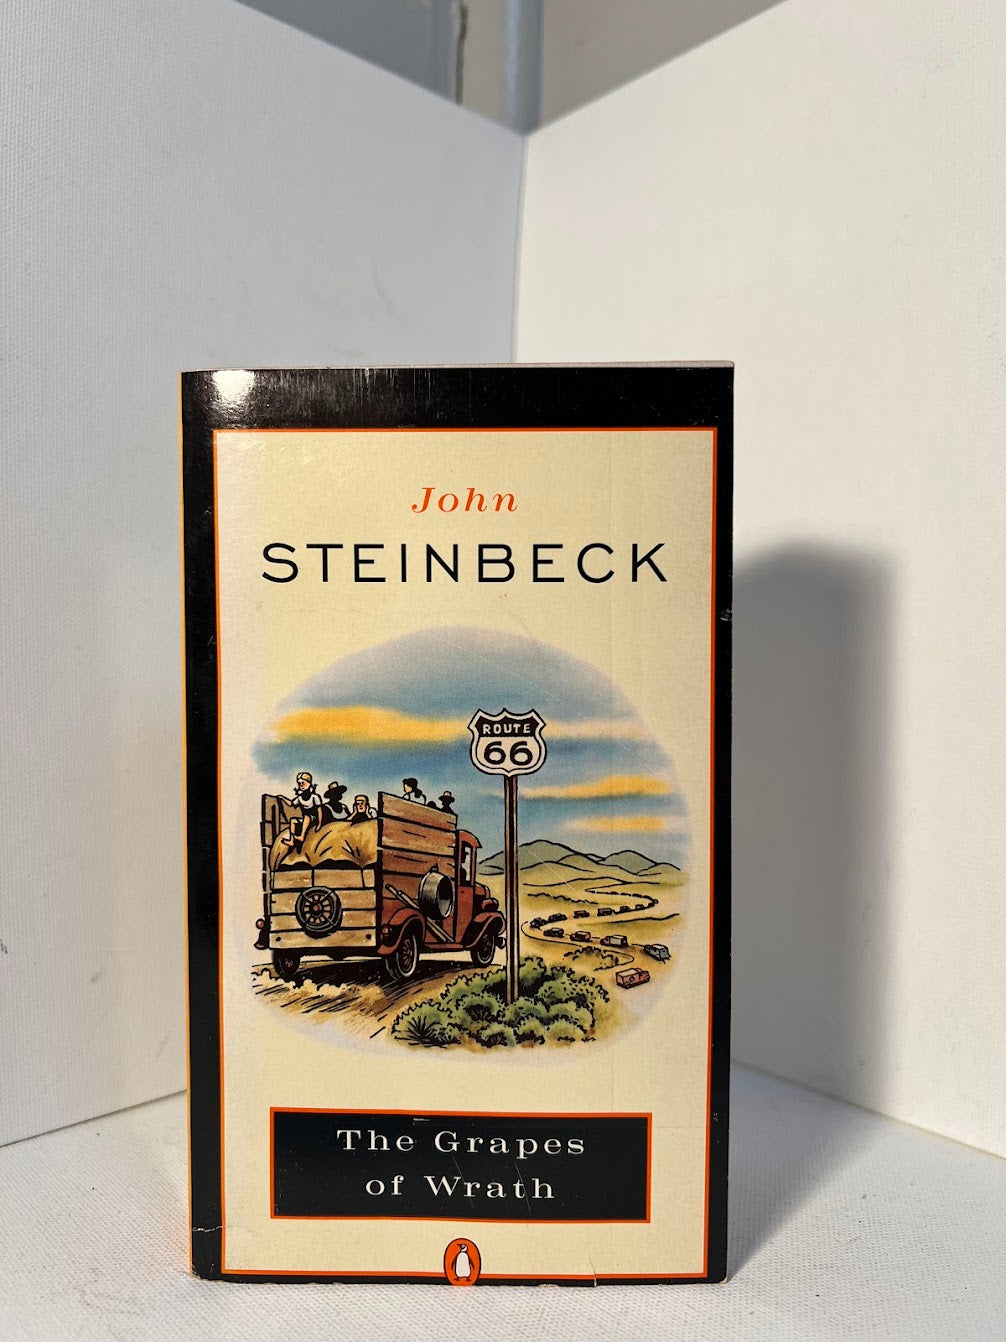 John
STEINBECK
ROUTE
66
The Grapes
of Wrath